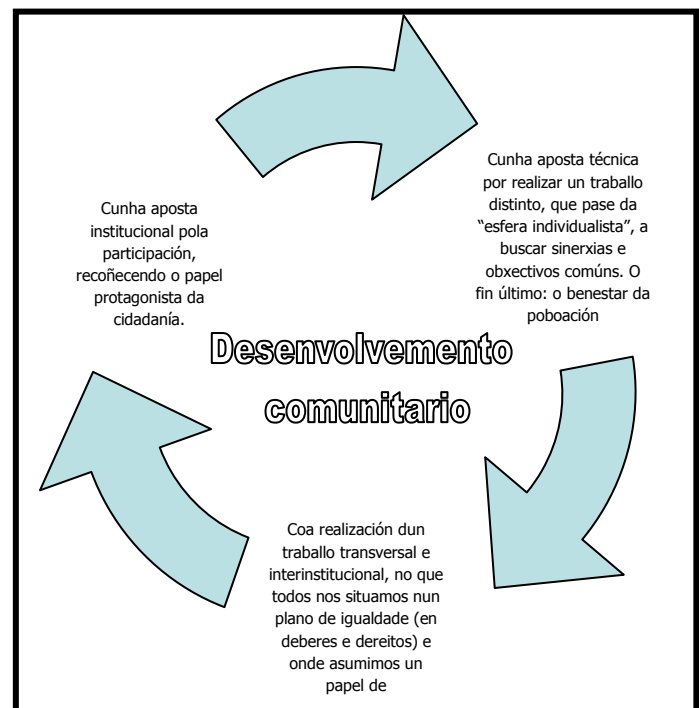 Cunha aposta
institucional pola
participación,
recoñecendo o papel
protagonista da
cidadanía.
Cunha aposta técnica
por realizar un traballo
distinto, que pase da
“esfera individualista”, a
buscar sinerxias e
obxectivos comúns. O
fin último: o benestar da
poboación
Desenvolvemento
comunitario
Coa realización dun
traballo transversal e
interinstitucional, no que
todos nos situamos nun
plano de igualdade (en
deberes e dereitos) e
onde asumimos un
papel de